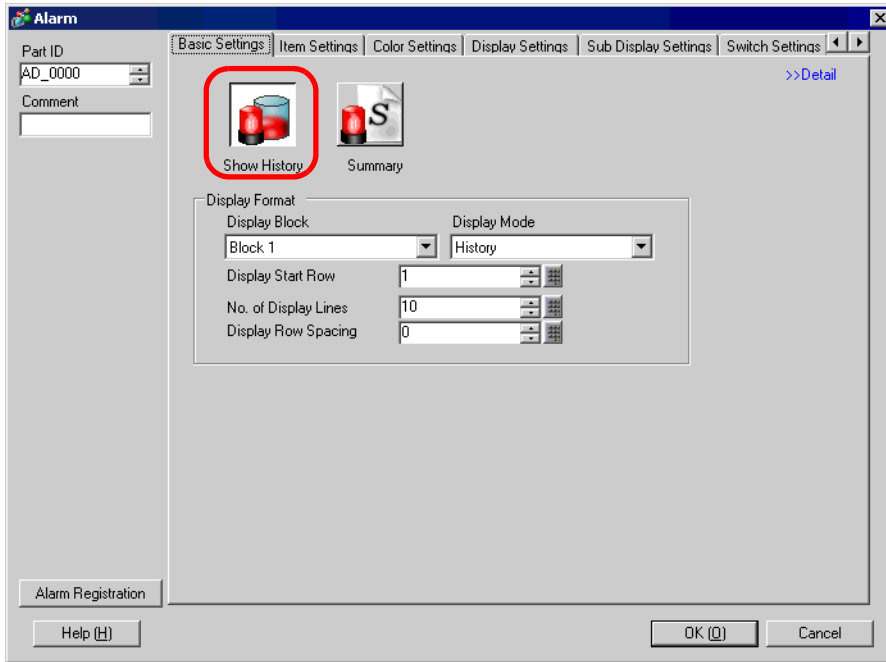 Alarm
Part ID
AD_0000
Comment
Alarm Registration
Help (H)
Basic Settings Item Settings Color Settings Display Settings Sub Display Settings Switch Settings
>>Detail
Show History Summary
S
Display Format
Display Block Display Mode
Block 1 History
Display Start Row 1
No. of Display Lines 10
Display Row Spacing 0
OK (O) Cancel